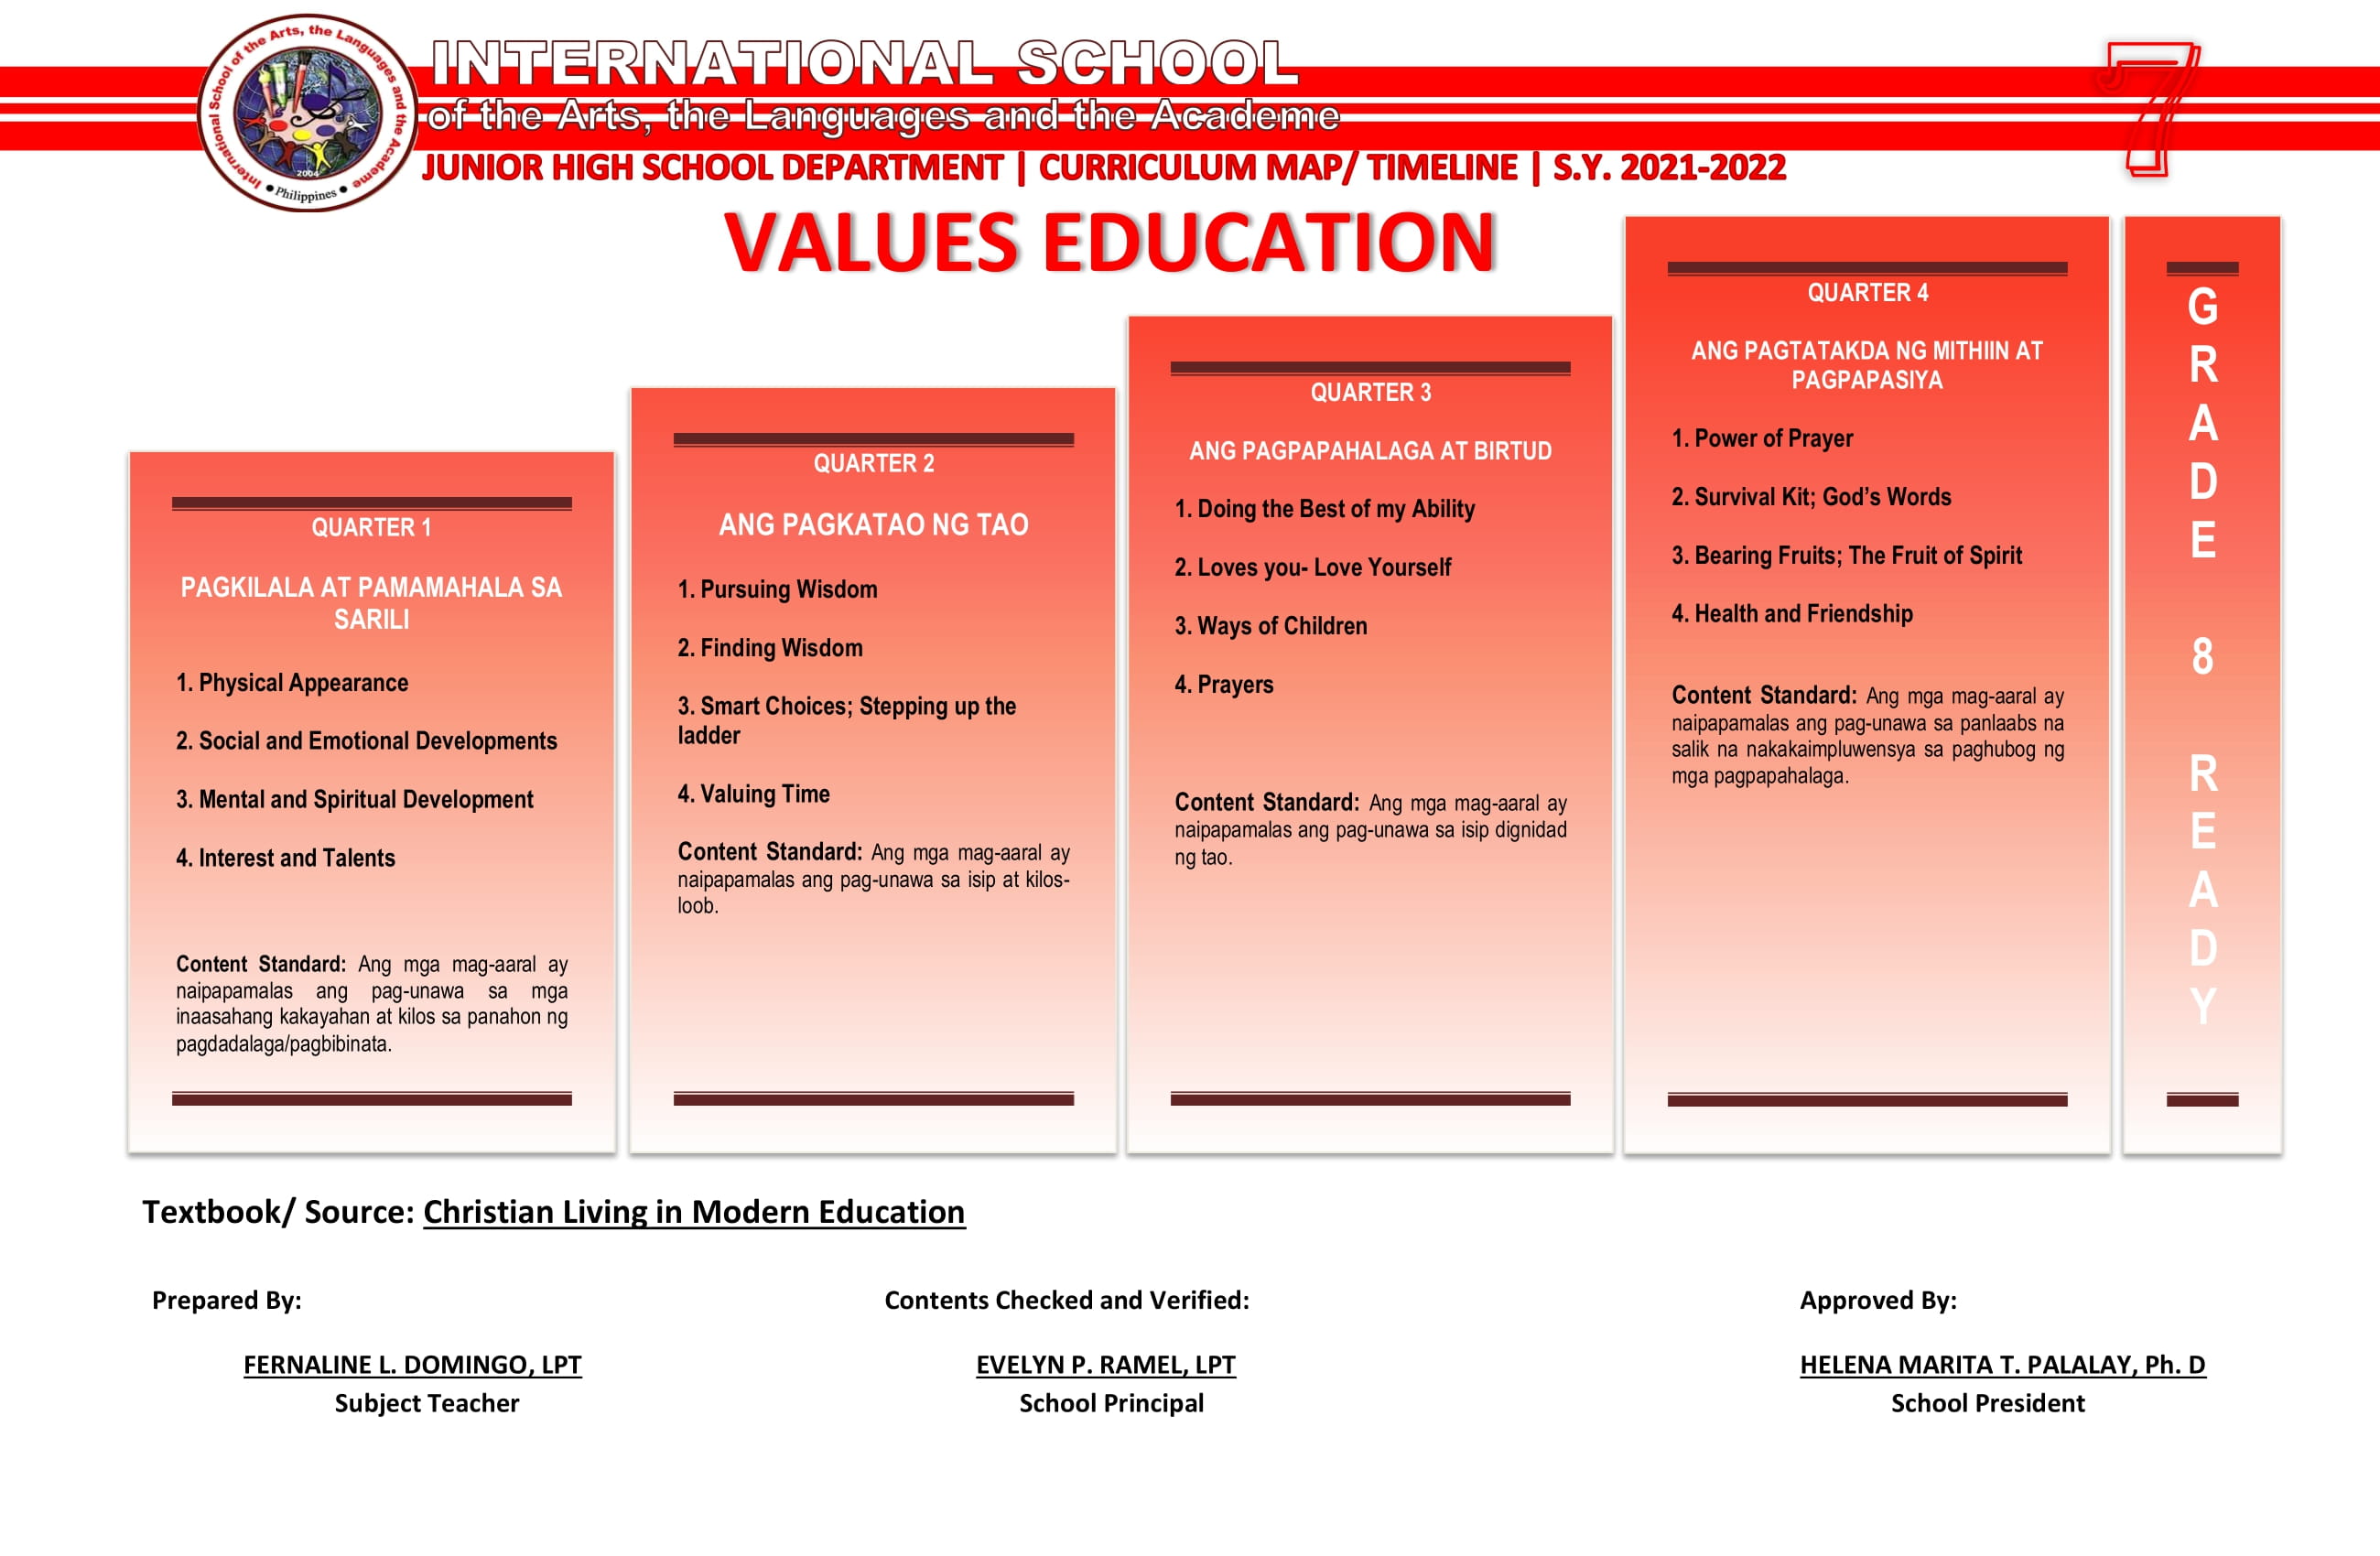 International School of the Arts, the Languages and the Academe
2004
Philippines
INTERNATIONAL SCHOOL
of the Arts, the Languages and the Academe
JUNIOR HIGH SCHOOL DEPARTMENT | CURRICULUM MAP/ TIMELINE | S.Y. 2021-2022
7
VALUES EDUCATION
QUARTER 1
PAGKILALA AT PAMAMAHALA SA
SARILI
1. Physical Appearance
2. Social and Emotional Developments
3. Mental and Spiritual Development
4. Interest and Talents
Content Standard: Ang mga mag-aaral ay
naipapamalas ang pag-unawa sa mga
inaasahang kakayahan at kilos sa panahon ng
pagdadalaga/pagbibinata.
QUARTER 2
ANG PAGKATAO NG TAO
1. Pursuing Wisdom
2. Finding Wisdom
3. Smart Choices; Stepping up the
ladder
4. Valuing Time
Content Standard: Ang mga mag-aaral ay
naipapamalas ang pag-unawa sa isip at kilos-
loob.
QUARTER 3
ANG PAGPAPAHALAGA AT BIRTUD
1. Doing the Best of my Ability
2. Loves you- Love Yourself
3. Ways of Children
4. Prayers
Content Standard: Ang mga mag-aaral ay
naipapamalas ang pag-unawa sa isip dignidad
ng tao.
QUARTER 4
ANG PAGTATAKDA NG MITHIIN AT
PAGPAPASIYA
1. Power of Prayer
2. Survival Kit; God’s Words
3. Bearing Fruits; The Fruit of Spirit
4. Health and Friendship
Content Standard: Ang mga mag-aaral ay
naipapamalas ang pag-unawa sa panlaabs na
salik na nakakaimpluwensya sa paghubog ng
mga pagpapahalaga.
G
R
A
D
E
8
R
E
A
D
Y
Textbook/ Source: Christian Living in Modern Education
Prepared By:
FERNALINE L. DOMINGO, LPT
Subject Teacher
Contents Checked and Verified:
EVELYN P. RAMEL, LPT
School Principal
Approved By:
HELENA MARITA T. PALALAY, Ph. D
School President